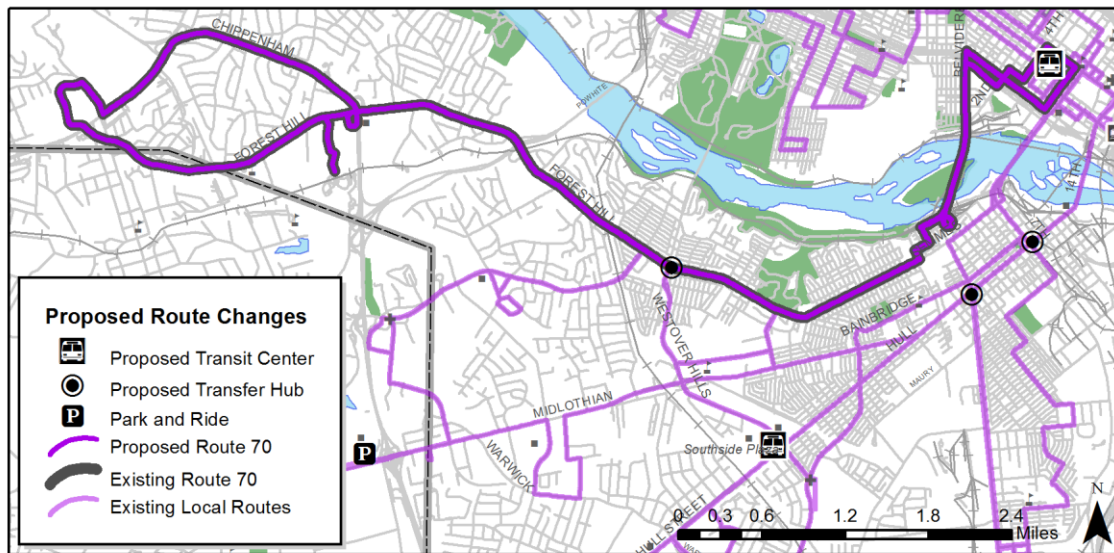 CHIPPENHAM
FOREST HILL
FOREST HILL
POWHITE
BELVIDERE
2ND
4TH
14TH
BAINBRIDGE
HULL
MAURY
WESTOVER HILLS
MIDLOTHIAN
WARWICK
Southside Plaza
HULL STREET
Proposed Route Changes
Proposed Transit Center
Proposed Transfer Hub
P Park and Ride
Proposed Route 70
Existing Route 70
Existing Local Routes
P
N
0 0.3 0.6 1.2 1.8 2.4
Miles